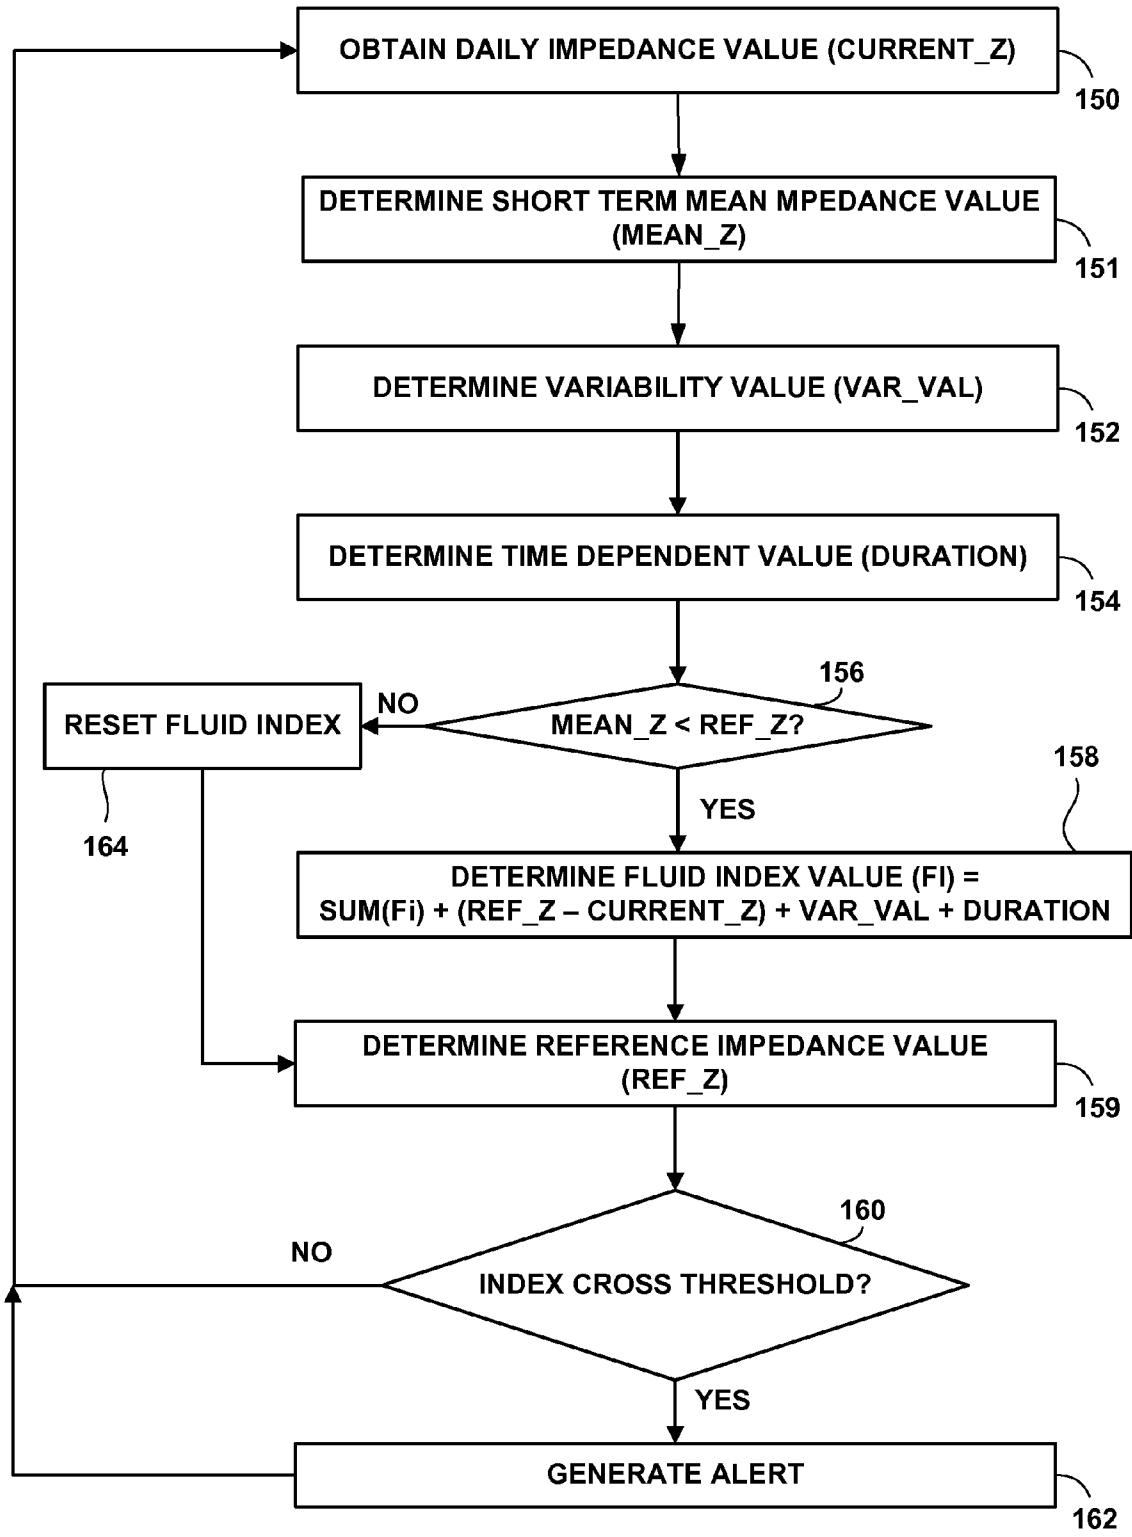 OBTAIN DAILY IMPEDANCE VALUE (CURRENT_Z)
150
DETERMINE SHORT TERM MEAN MPEDANCE VALUE
(MEAN_Z)
151
DETERMINE VARIABILITY VALUE (VAR_VAL)
152
DETERMINE TIME DEPENDENT VALUE (DURATION)
154
156
MEAN_Z < REF_Z?
NO
RESET FLUID INDEX
164
YES
158
DETERMINE FLUID INDEX VALUE (FI) =
SUM(Fi) + (REF_Z – CURRENT_Z) + VAR_VAL + DURATION
DETERMINE REFERENCE IMPEDANCE VALUE
(REF_Z)
159
160
NO
INDEX CROSS THRESHOLD?
YES
GENERATE ALERT
162